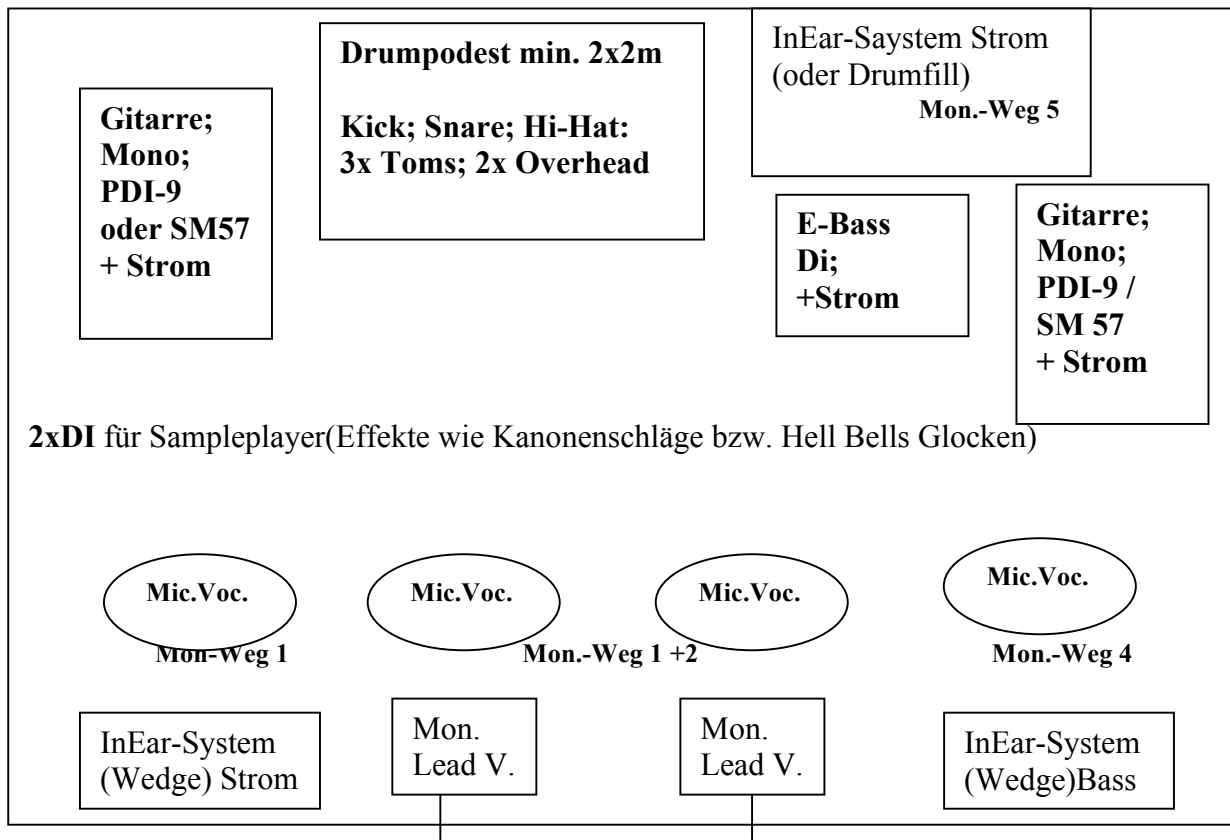 Gitarre;
Mono;
PDI-9
oder SM57
+ Strom
Drumpodest min. 2x2m
Kick; Snare; Hi-Hat:
3x Toms; 2x Overhead
InEar-Saystem Strom
(oder Drumfill)
Mon.-Weg 5
E-Bass
Di;
+Strom
Gitarre;
Mono;
PDI-9 /
SM 57
+ Strom
2xDI für Sampleplayer(Effekte wie Kanonenschläge bzw. Hell Bells Glocken)
Mic.Voc.
Mic.Voc.
Mic.Voc.
Mic.Voc.
Mon-Weg 1
Mon.-Weg 1 +2
Mon.-Weg 4
InEar-System
(Wedge) Strom
Mon.
Lead V.
Mon.
Lead V.
InEar-System
(Wedge)Bass